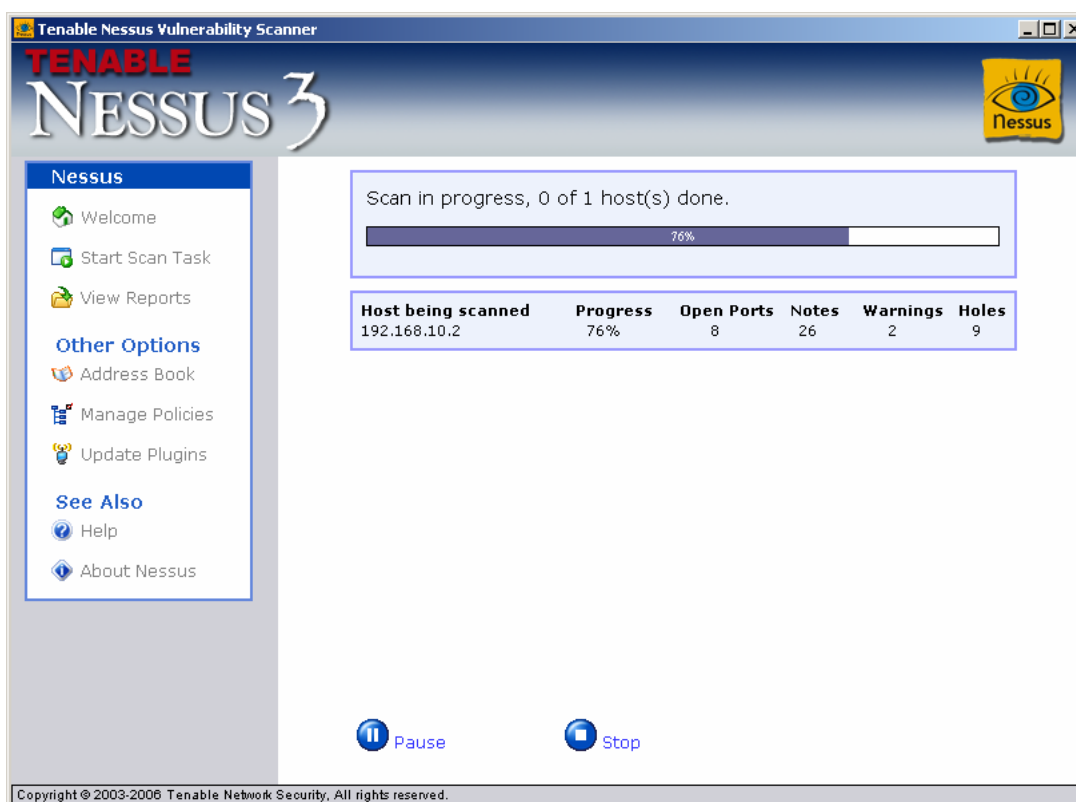 Tenable Nessus Vulnerability Scanner
TENABLE
NESSUS 3
Nessus
Nessus
Welcome
Start Scan Task
View Reports
Other Options
Address Book
Manage Policies
Update Plugins
See Also
Help
About Nessus
Scan in progress, 0 of 1 host(s) done.
76%
Host being scanned Progress Open Ports Notes Warnings Holes
192.168.10.2 76% 8 26 2 9
Pause Stop
Copyright © 2003-2006 Tenable Network Security, All rights reserved.